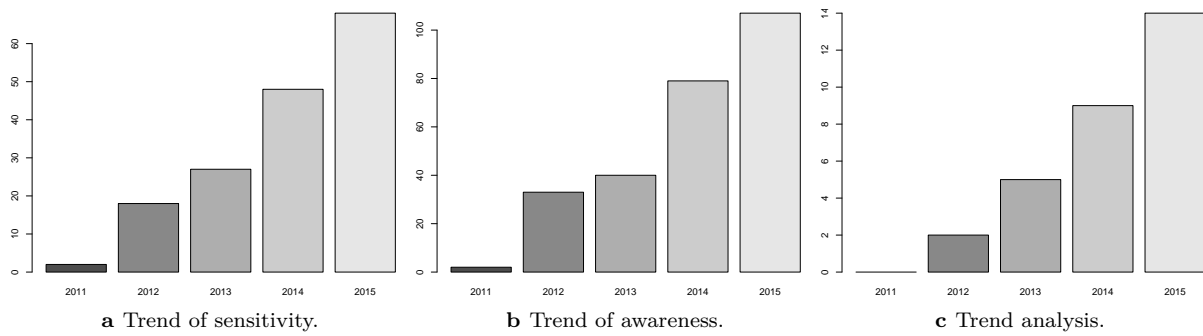 0 10 20 30 40 50 60
2011 2012 2013 2014 2015
a Trend of sensitivity.
0 20 40 60 80 100
2011 2012 2013 2014 2015
b Trend of awareness.
0 2 4 6 8 10 12 14
2011 2012 2013 2014 2015
c Trend analysis.